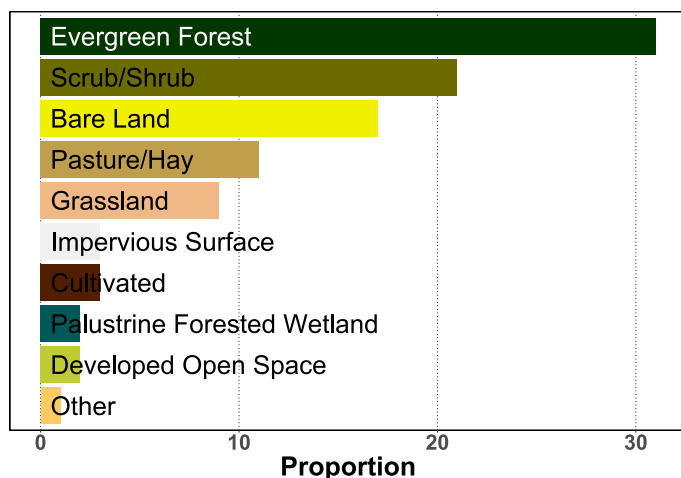 Evergreen Forest
Scrub/Shrub
Bare Land
Pasture/Hay
Grassland
Impervious Surface
Cultivated
Palustrine Forested Wetland
Developed Open Space
Other
0 10 20 30
Proportion